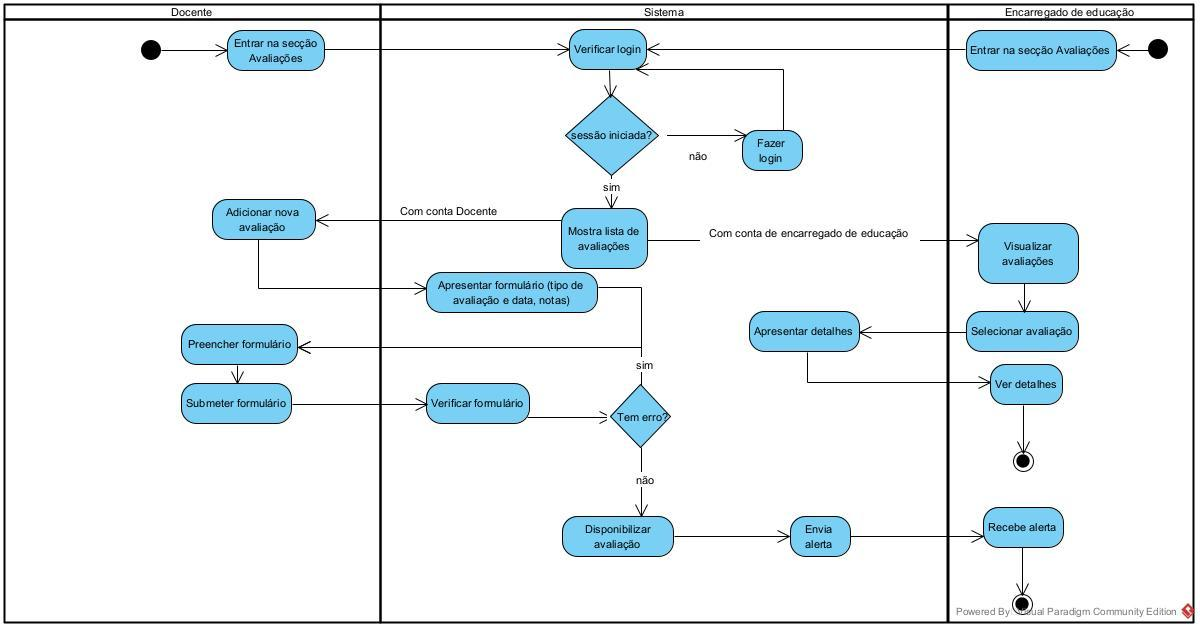 Docente
Sistema
Encarregado de educação
Entrar na secção
Avaliações
Verificar login
Entrar na secção Avaliações
sessão iniciada?
não
Fazer
login
sim
Adicionar nova
avaliação
Com conta Docente
Mostra lista de
avaliações
Com conta de encarregado de educação
Visualizar
avaliações
Apresentar formulário (tipo de
avaliação e data, notas)
Preencher formulário
Apresentar detalhes
Selecionar avaliação
sim
Submeter formulário
Verificar formulário
Tem erro?
Ver detalhes
não
Disponibilizar
avaliação
Envia
alerta
Recebe alerta
Powered By Visual Paradigm Community Edition